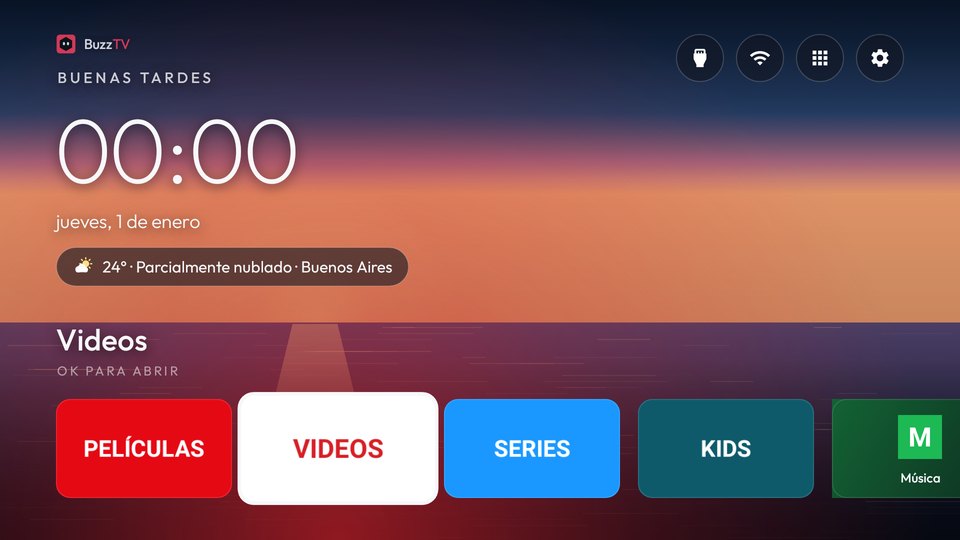 BuzzTV
BUENAS TARDES
00:00
jueves, 1 de enero
24° · Parcialmente nublado · Buenos Aires
Videos
OK PARA ABRIR
PELÍCULAS
VIDEOS
SERIES
KIDS
M
Música